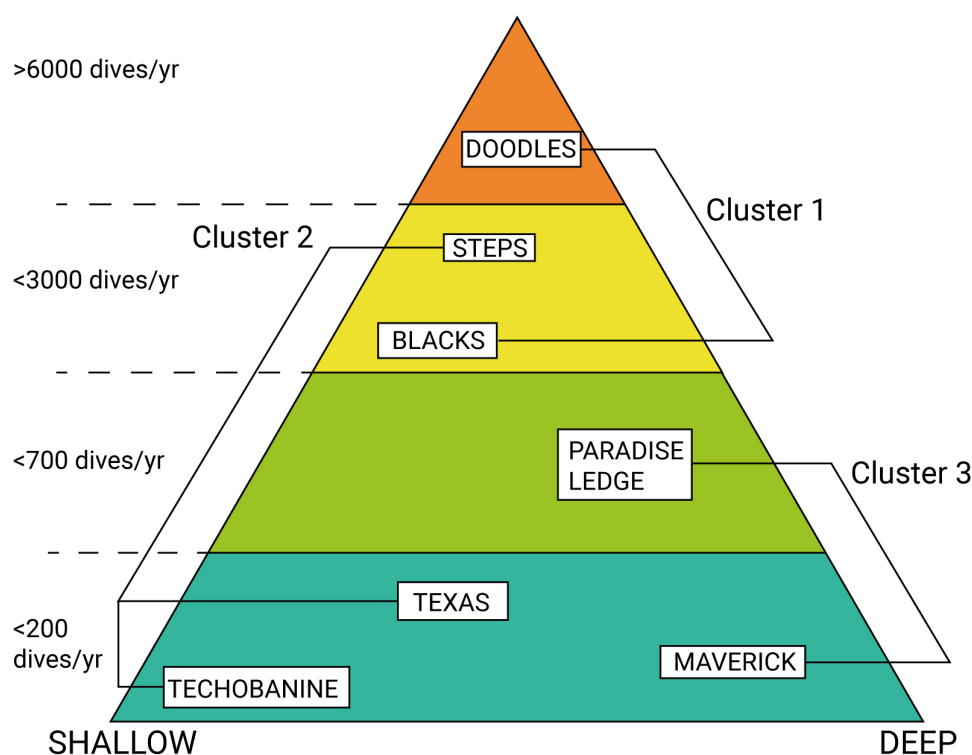 >6000 dives/yr
DOODLES
Cluster 1
Cluster 2
STEPS
<3000 dives/yr
BLACKS
<700 dives/yr
PARADISE
LEDGE
Cluster 3
TEXAS
<200
dives/yr
MAVERICK
TECHOBANINE
SHALLOW
DEEP